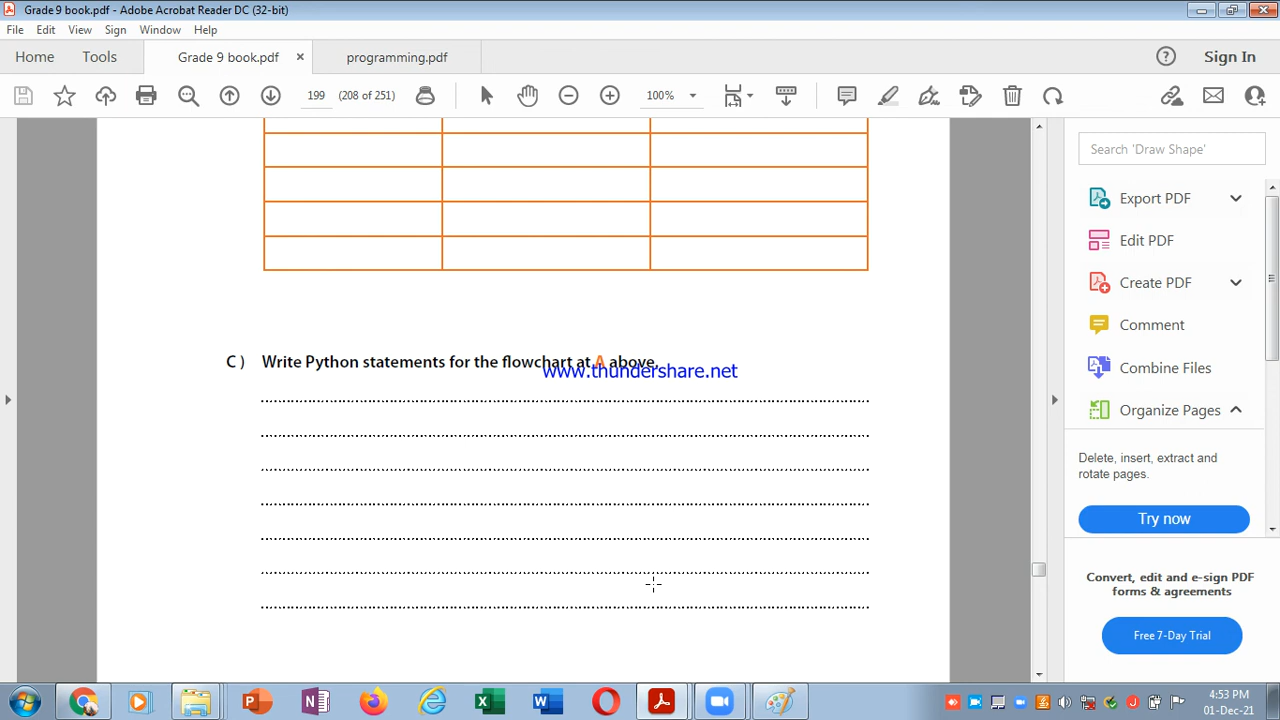 Grade 9 book.pdf - Adobe Acrobat Reader DC (32-bit)
File Edit View Sign Window Help
Home Tools Grade 9 book.pdf × programming.pdf Sign In
199 (208 of 251) 100%
Search 'Draw Shape'
Export PDF
Edit PDF
Create PDF
Comment
Combine Files
Organize Pages
Delete, insert, extract and
rotate pages.
Try now
Convert, edit and e-sign PDF
forms & agreements
Free 7-Day Trial
C ) Write Python statements for the flowchart at A above.
www.thundershare.net
4:53 PM
01-Dec-21